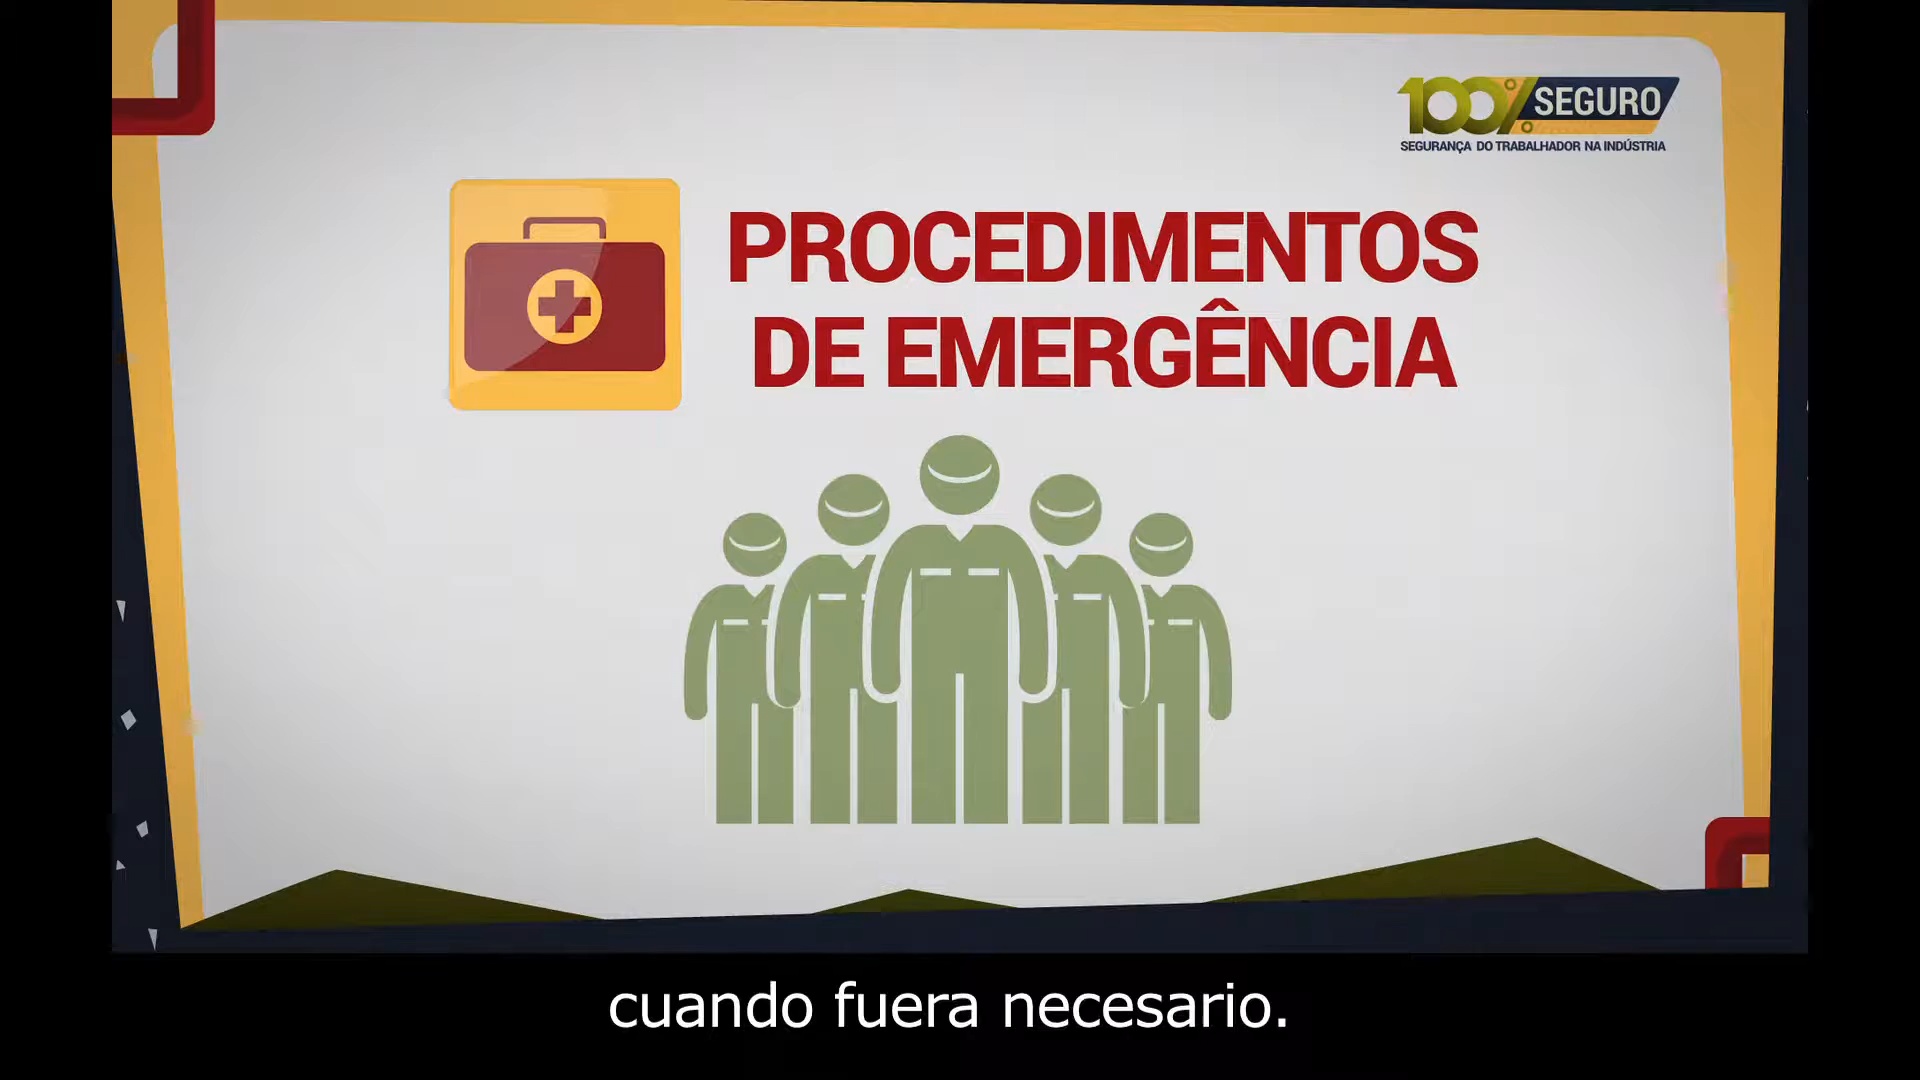 100% SEGURO
SEGURANÇA DO TRABALHADOR NA INDÚSTRIA
PROCEDIMENTOS
DE EMERGÊNCIA
cuando fuera necesario.